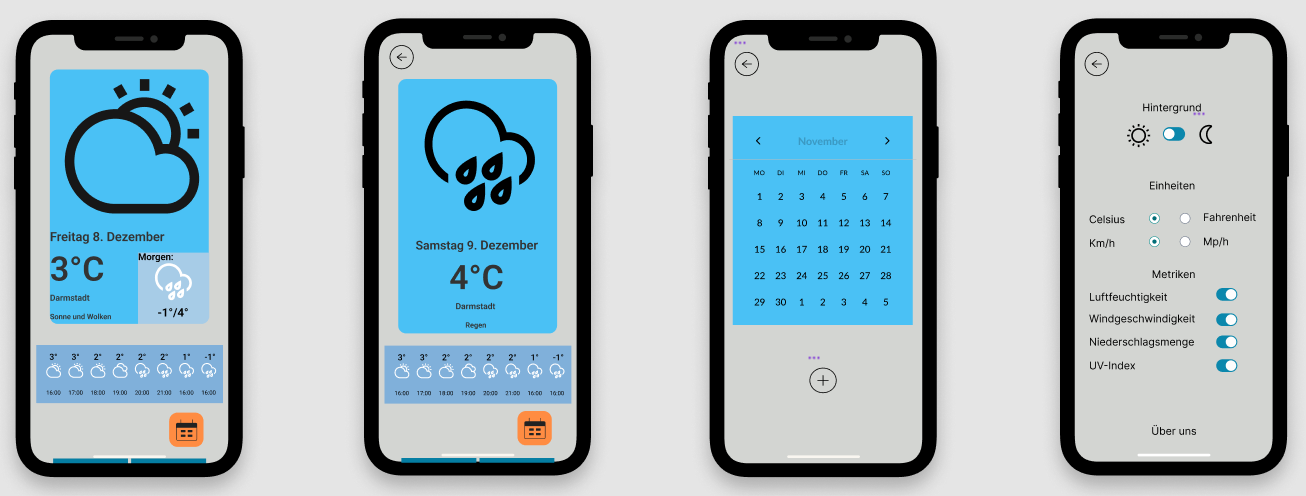 Freitag 8. Dezember
3°C
Morgen:
-1°/4°
Darmstadt
Sonne und Wolken
3° 3° 2° 2° 2° 2° 1° -1°
16:00 17:00 18:00 19:00 20:00 21:00 16:00 16:00
Samstag 9. Dezember
4°C
Darmstadt
Regen
3° 3° 2° 2° 2° 2° 1° -1°
16:00 17:00 18:00 19:00 20:00 21:00 16:00 16:00
November
MO DI MI DO FR SA SO
1 2 3 4 5 6 7
8 9 10 11 12 13 14
15 16 17 18 19 20 21
22 23 24 25 26 27 28
29 30 1 2 3 4 5
Hintergrund
Einheiten
Celsius Fahrenheit
Km/h Mp/h
Metriken
Luftfeuchtigkeit
Windgeschwindigkeit
Niederschlagsmenge
UV-Index
Über uns